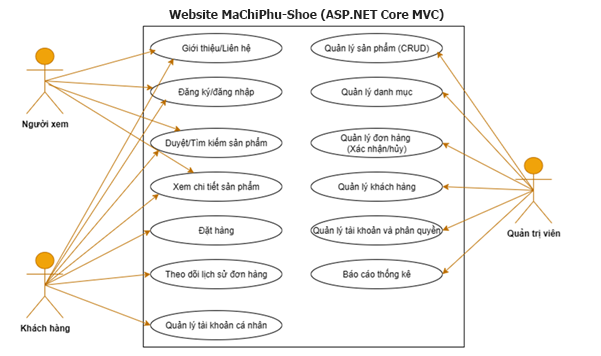 Website MaChiPhu-Shoe (ASP.NET Core MVC)
Giới thiệu/Liên hệ
Quản lý sản phẩm (CRUD)
Đăng ký/đăng nhập
Quản lý danh mục
Người xem
Duyệt/Tìm kiếm sản phẩm
Quản lý đơn hàng
(Xác nhận/hủy)
Xem chi tiết sản phẩm
Quản lý khách hàng
Đặt hàng
Quản lý tài khoản và phân quyền
Quản trị viên
Theo dõi lịch sử đơn hàng
Báo cáo thống kê
Khách hàng
Quản lý tài khoản cá nhân